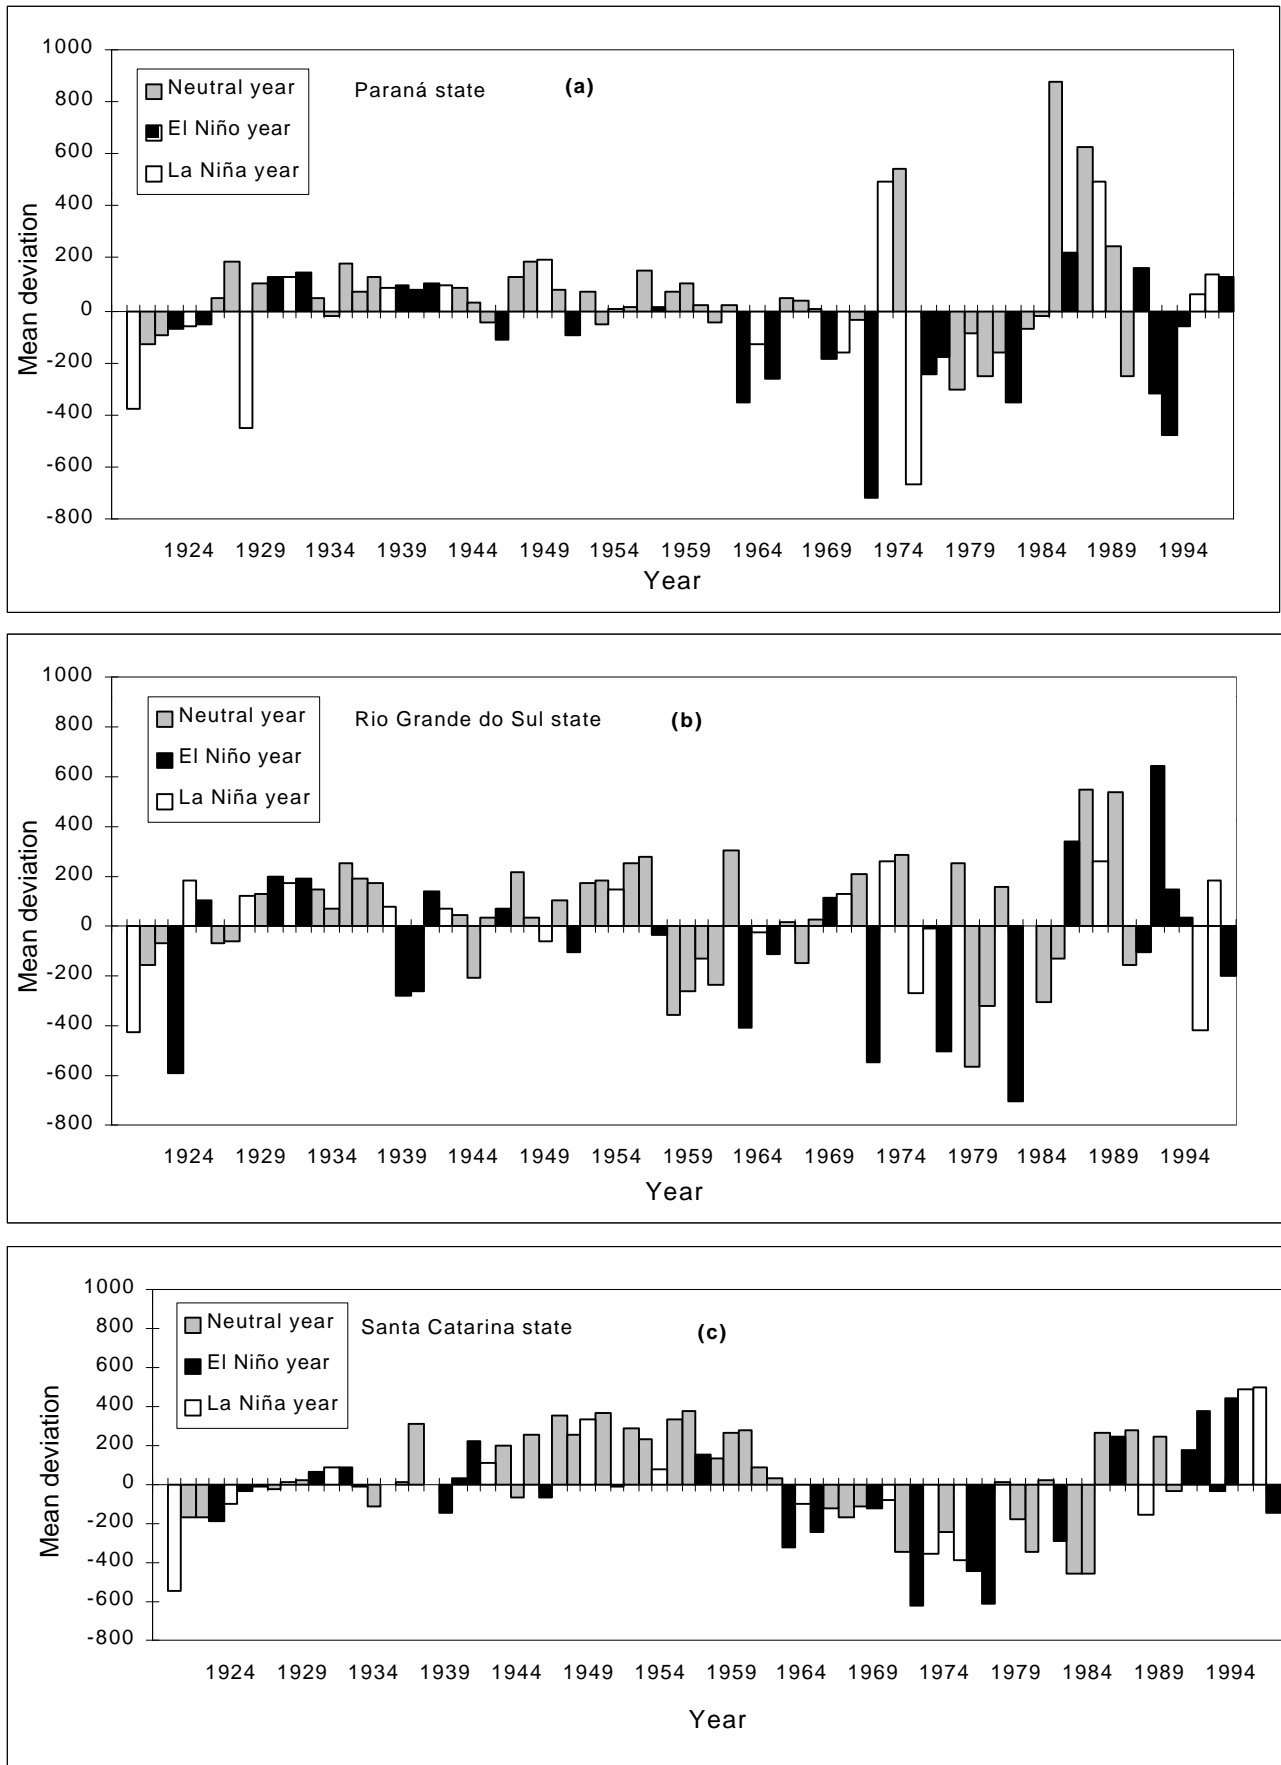 1000
800
600
400
200
0
-200
-400
-600
-800
Mean deviation
Neutral year
El Niño year
La Niña year
Paraná state
(a)
1924 1929 1934 1939 1944 1949 1954 1959 1964 1969 1974 1979 1984 1989 1994
Year
1000
800
600
400
200
0
-200
-400
-600
-800
Mean deviation
Neutral year
El Niño year
La Niña year
Rio Grande do Sul state
(b)
1924 1929 1934 1939 1944 1949 1954 1959 1964 1969 1974 1979 1984 1989 1994
Year
1000
800
600
400
200
0
-200
-400
-600
-800
Mean deviation
Neutral year
El Niño year
La Niña year
Santa Catarina state
(c)
1924 1929 1934 1939 1944 1949 1954 1959 1964 1969 1974 1979 1984 1989 1994
Year